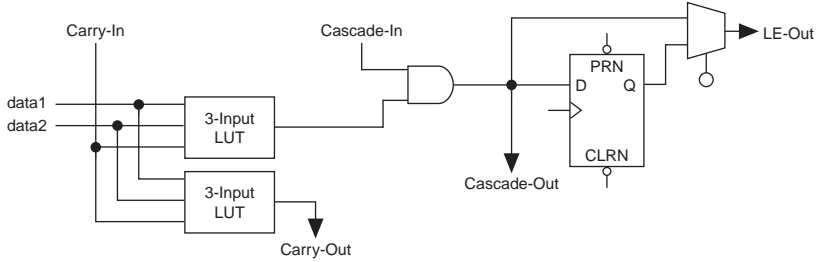 Carry-In
Cascade-In
LE-Out
PRN
D
Q
data1
data2
3-Input
LUT
CLRN
Cascade-Out
3-Input
LUT
Carry-Out